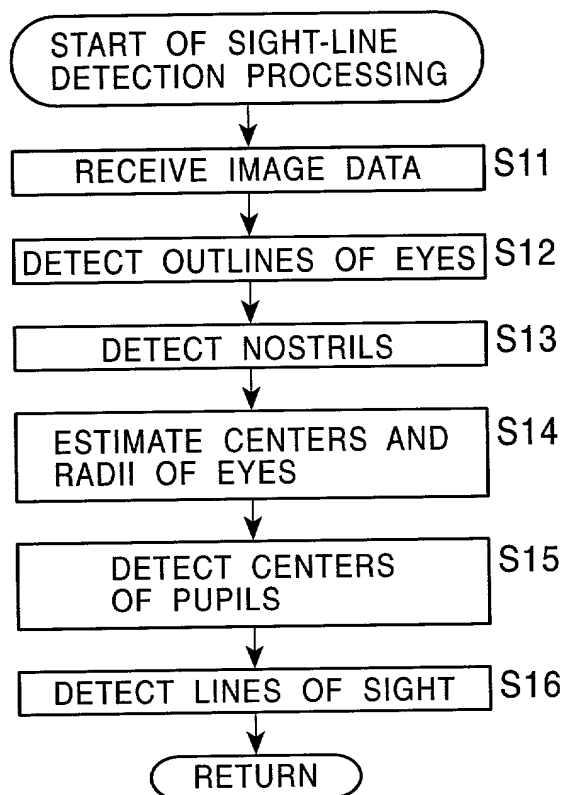 START OF SIGHT-LINE
DETECTION PROCESSING
RECEIVE IMAGE DATA S11
DETECT OUTLINES OF EYES S12
DETECT NOSTRILS S13
ESTIMATE CENTERS AND S14
RADII OF EYES
DETECT CENTERS S15
OF PUPILS
DETECT LINES OF SIGHT S16
RETURN